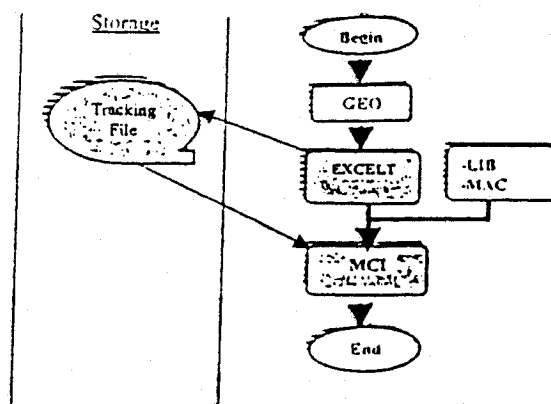 Storage
Begin
Tracking
File
GEO
EXCELT
-LIB
-MAC
MCI
End